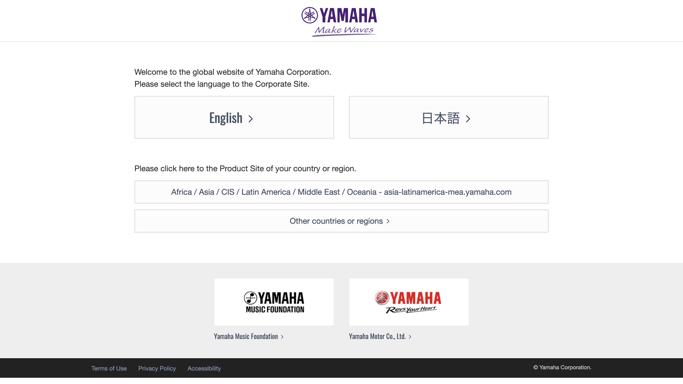 YAMAHA
Make Waves
Welcome to the global website of Yamaha Corporation.
Please select the language to the Corporate Site.
English
日本語
Please click here to the Product Site of your country or region.
Africa / Asia / CIS / Latin America / Middle East / Oceania - asia-latinamerica-mea.yamaha.com
Other countries or regions
YAMAHA
MUSIC FOUNDATION
YAMAHA
Revs Your Heart
Yamaha Music Foundation
Yamaha Motor Co., Ltd.
Terms of Use Privacy Policy Accessibility
© Yamaha Corporation.